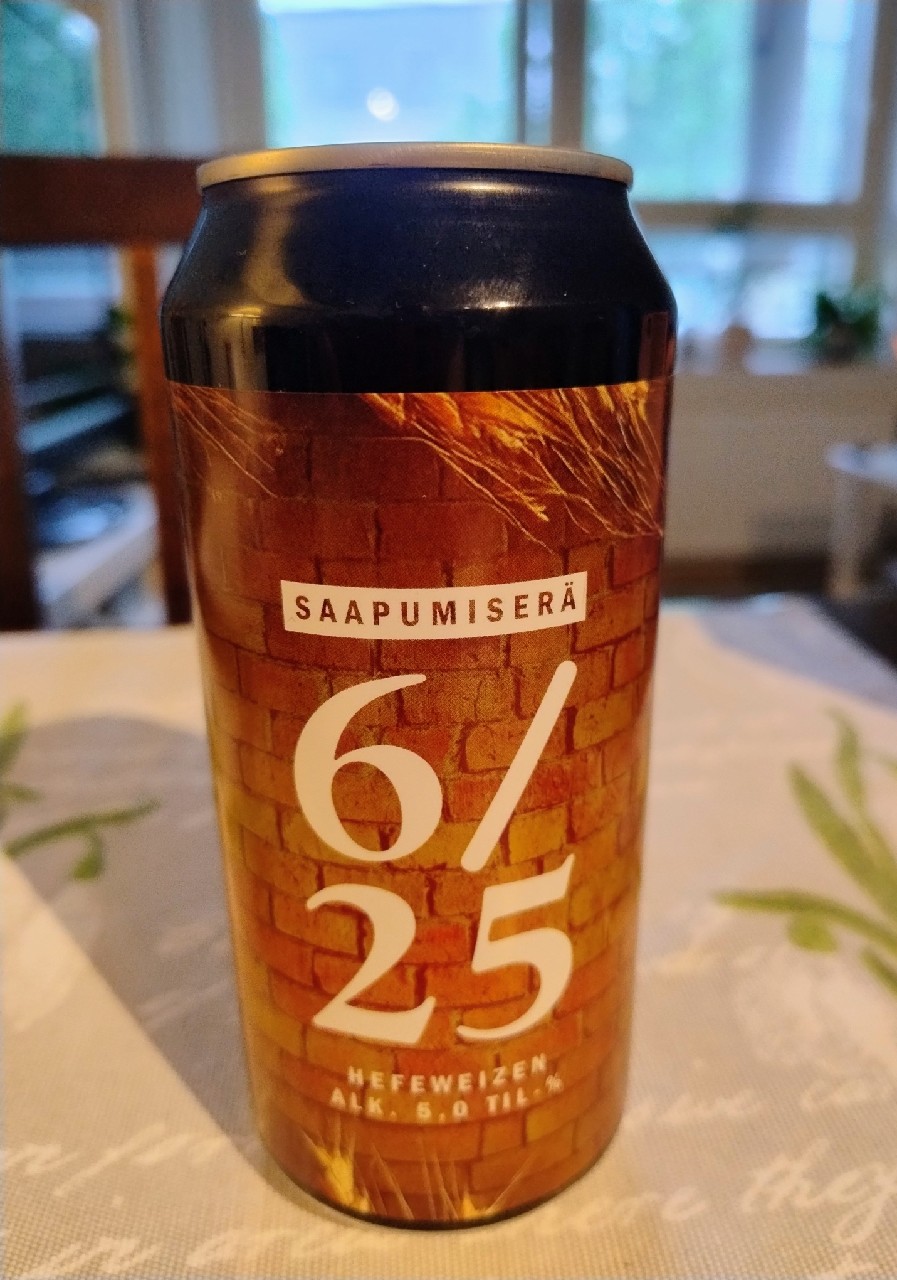 SAAPUMISERÄ
6/
25
HEFEWEIZEN
ALK. 5.0 TIL-%